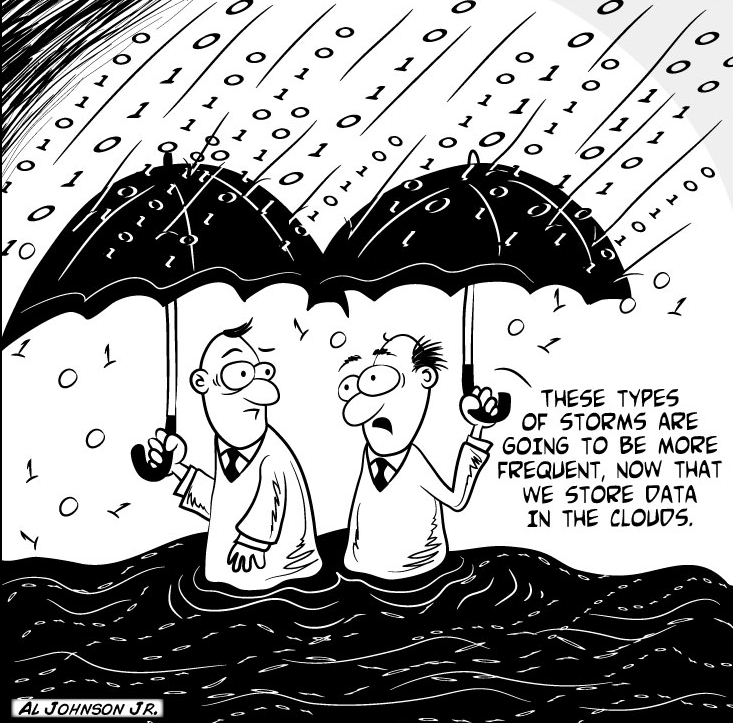 THESE TYPES
OF STORMS ARE
GOING TO BE MORE
FREQUENT, NOW THAT
WE STORE DATA
IN THE CLOUDS.
AL JOHNSON JR.